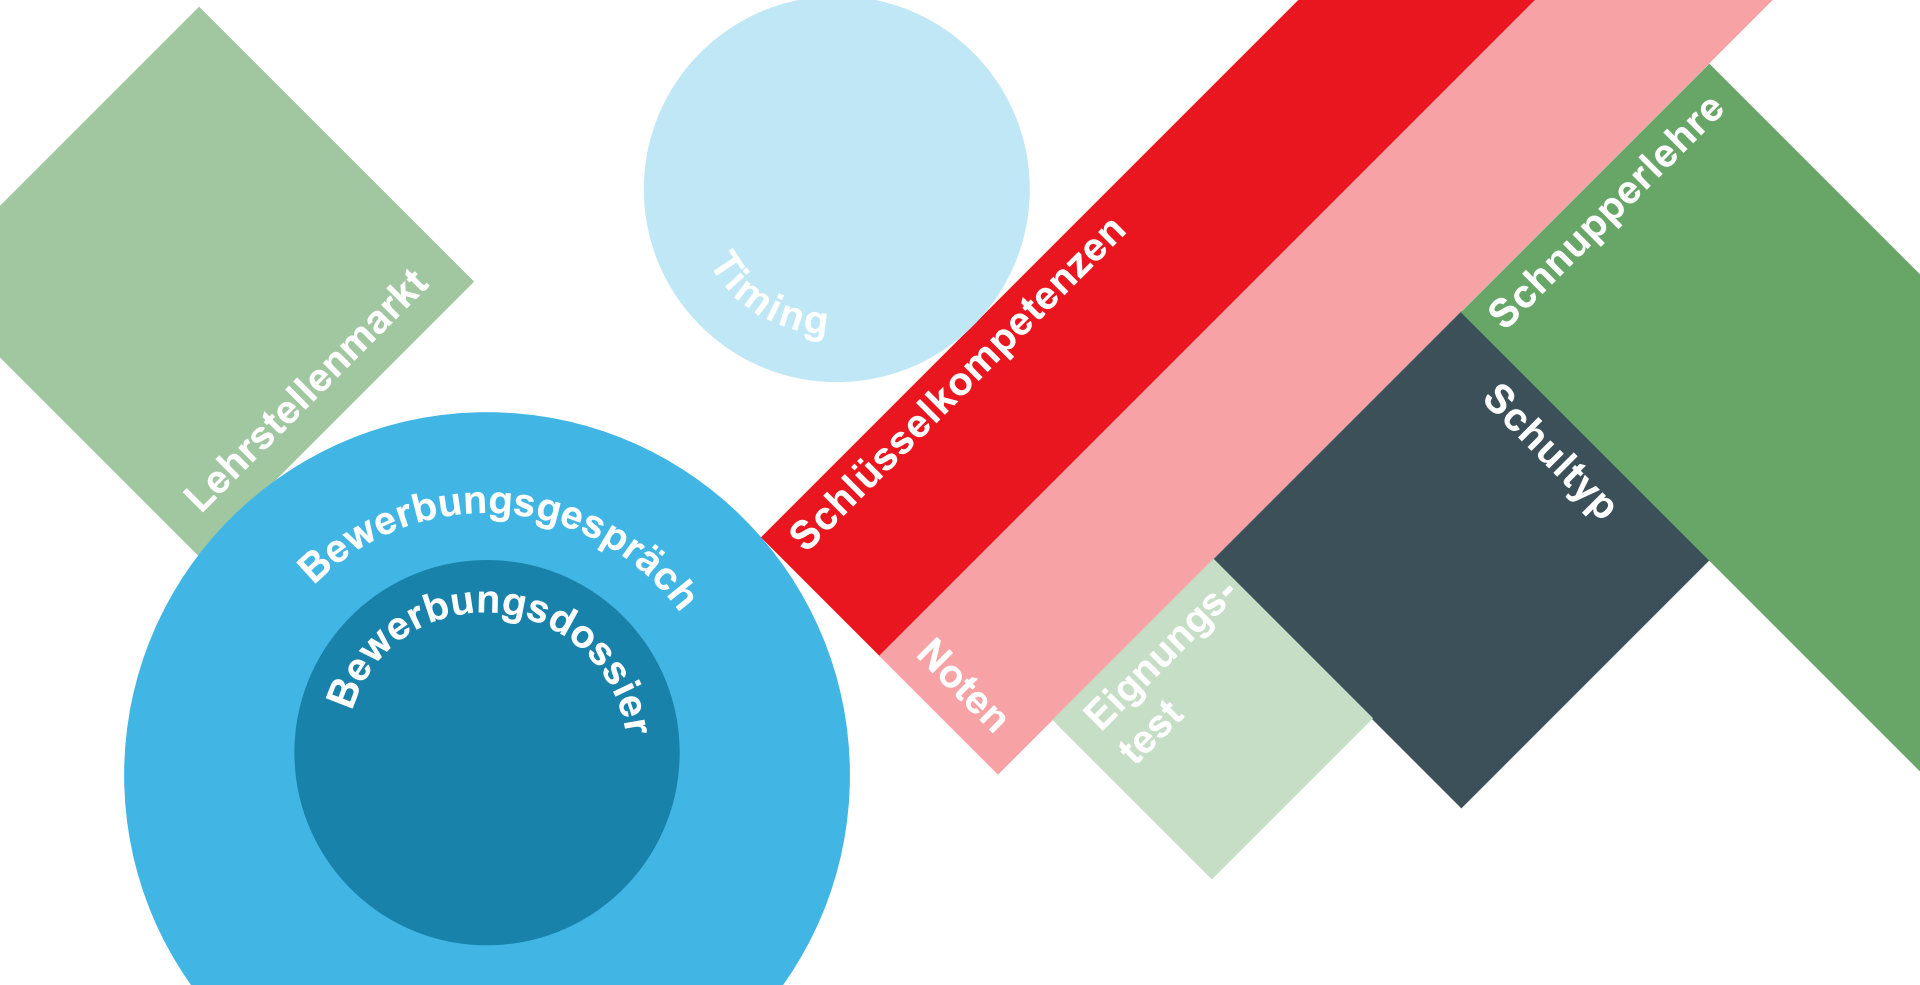 Lehrstellenmarkt
Timing
Bewerbungsgespräch
Bewerbungsdossier
Schlüsselkompetenzen
Noten
Eignungs-
test
Schultyp
Schnupperlehre